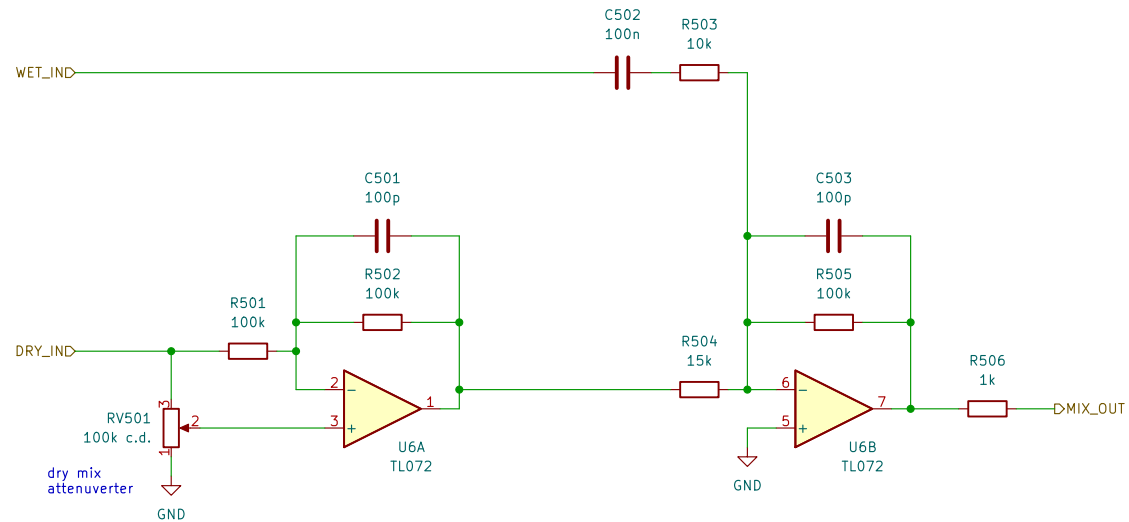 C502
100n
R503
10k
WET_IN
C501
100p
C503
100p
R502
100k
R505
100k
R501
100k
DRY_IN
R504
15k
R506
1k
2
−
6
−
1
7
MIX_OUT
3
RV501
100k c.d.
2
3
+
5
+
1
U6A
TL072
U6B
TL072
dry mix
attenuverter
GND
GND